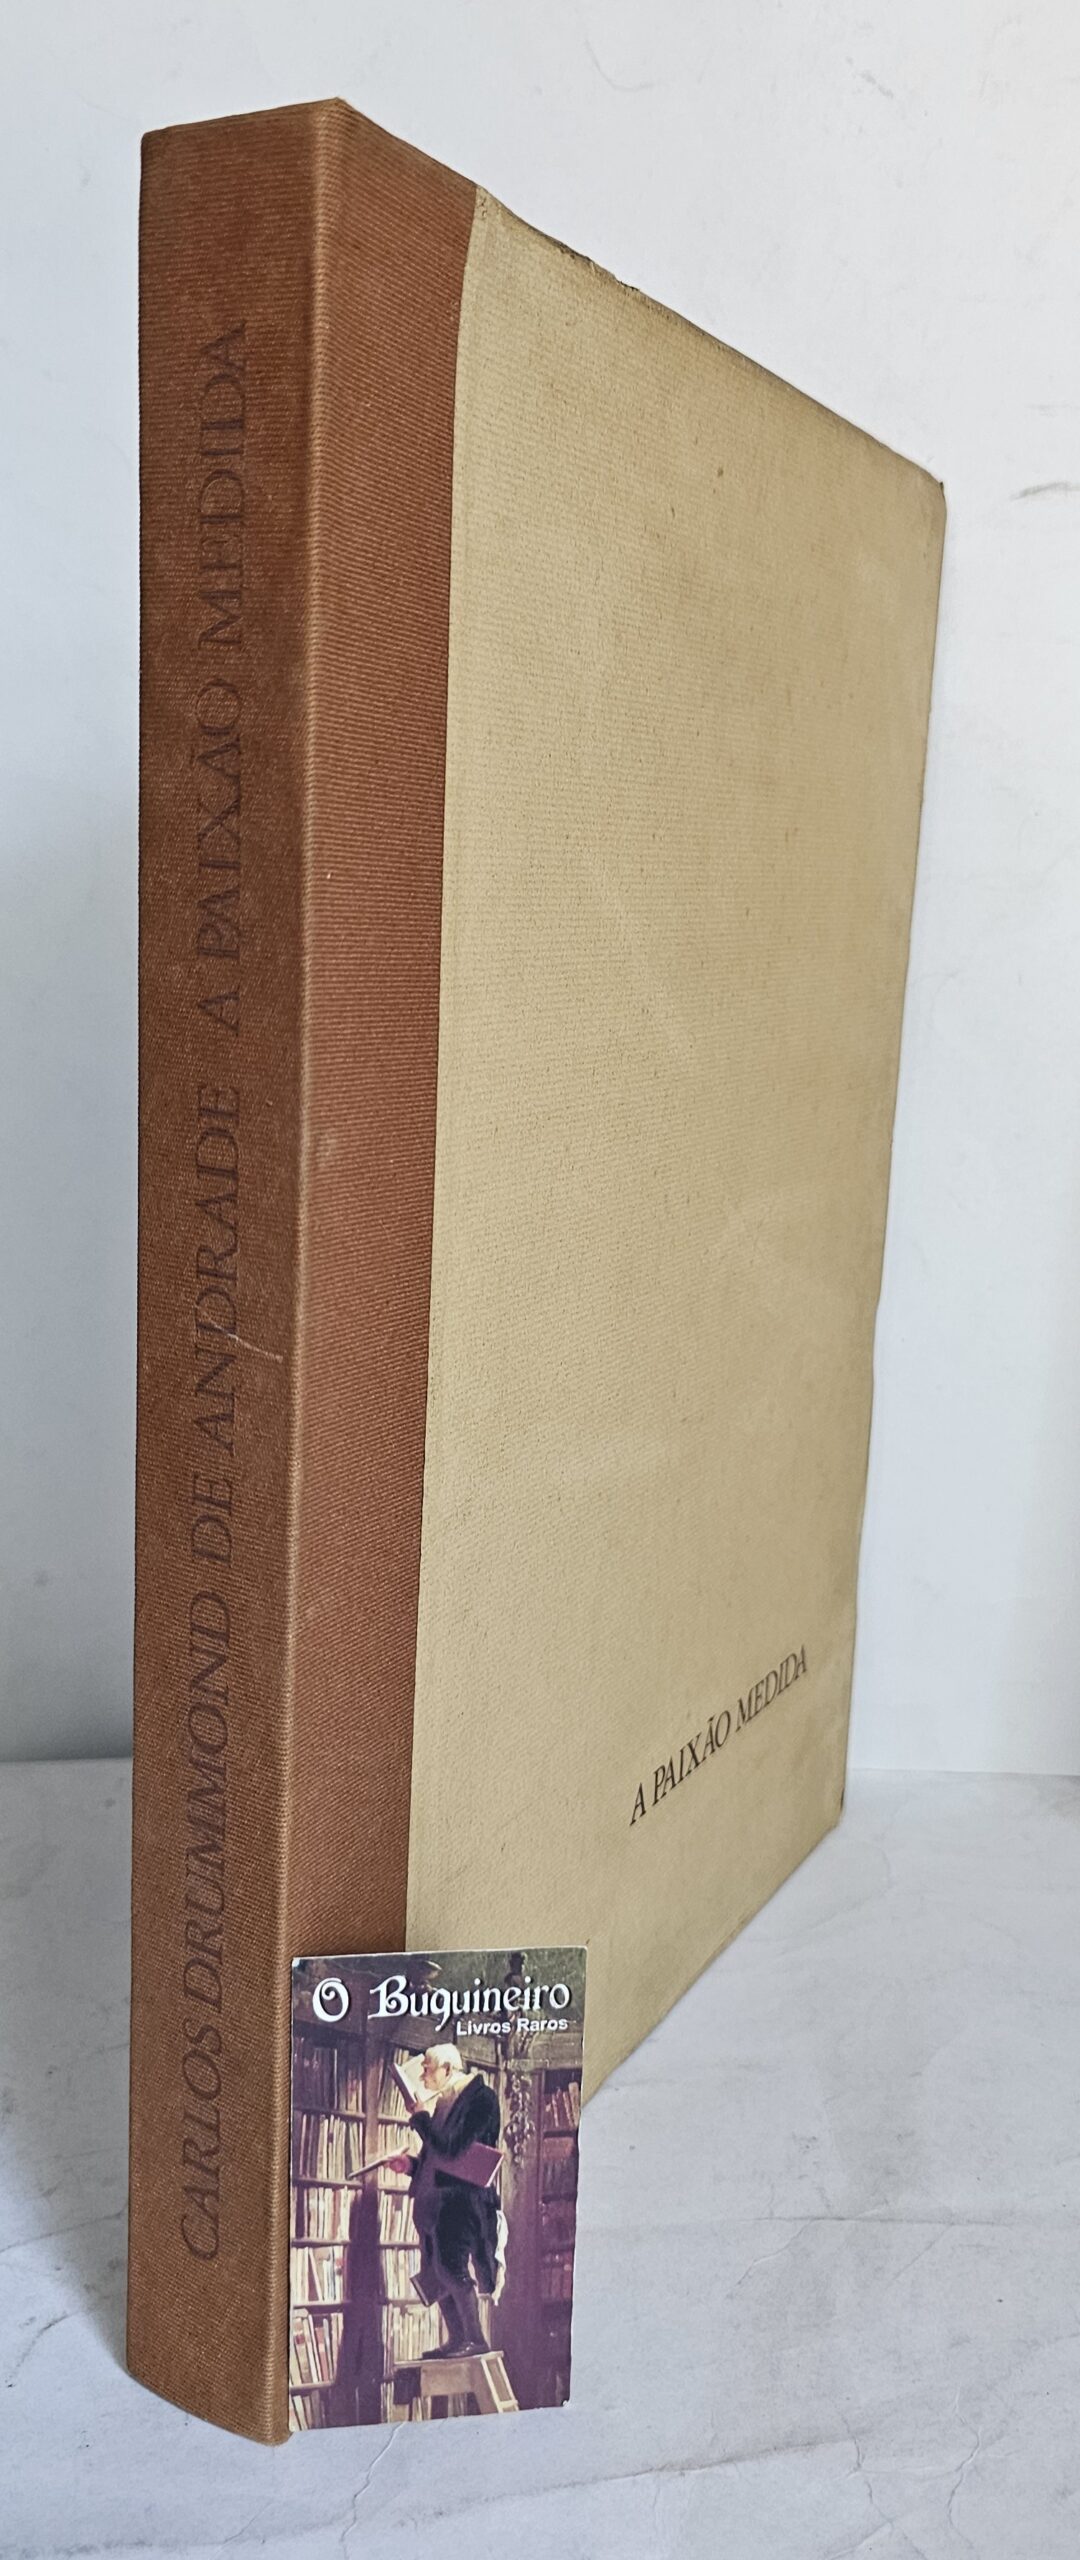 CARLOS DRUMMOND DE ANDRADE A PAIXÃO MEDIDA
A PAIXÃO MEDIDA
O Buquineiro
Livros Raros